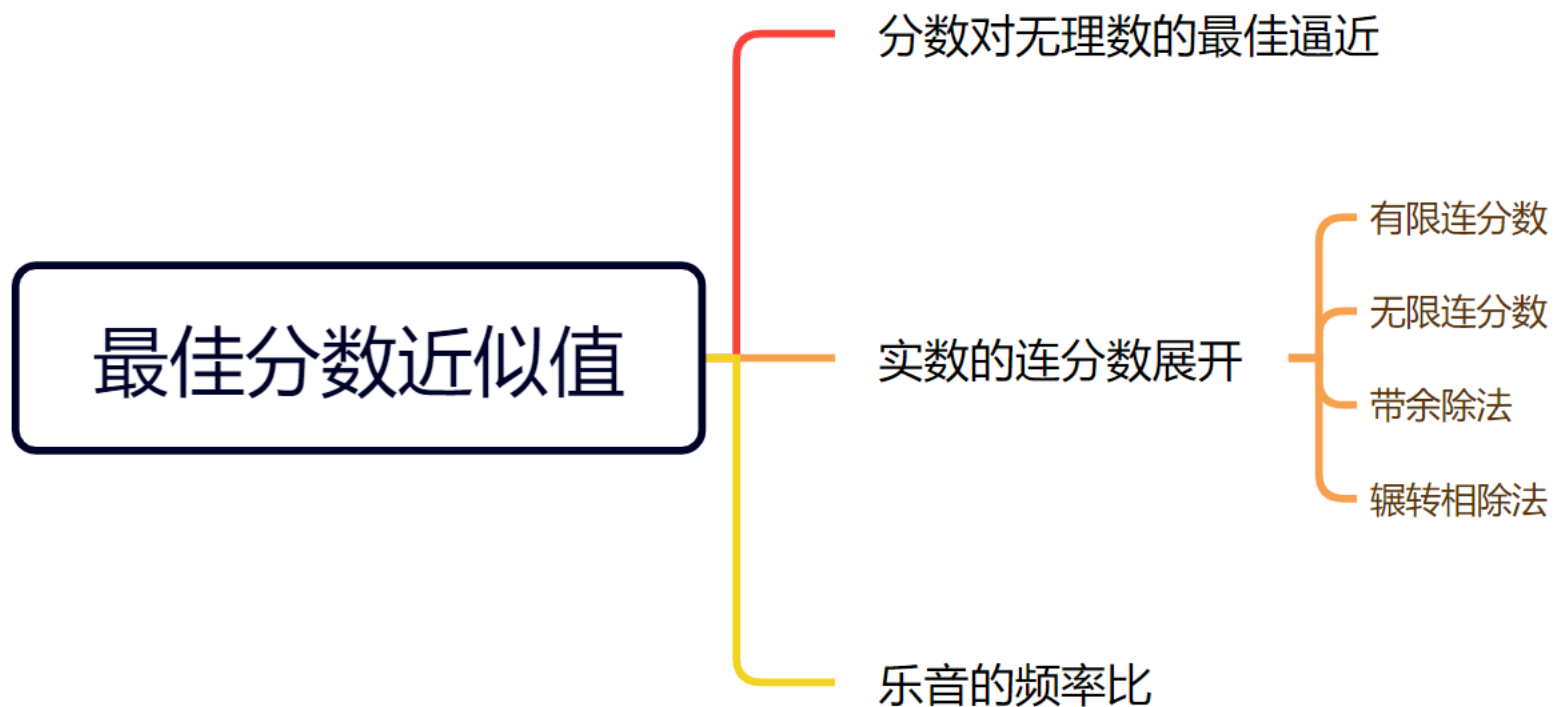 分数对无理数的最佳逼近
有限连分数
无限连分数
最佳分数近似值
实数的连分数展开
带余除法
辗转相除法
乐音的频率比